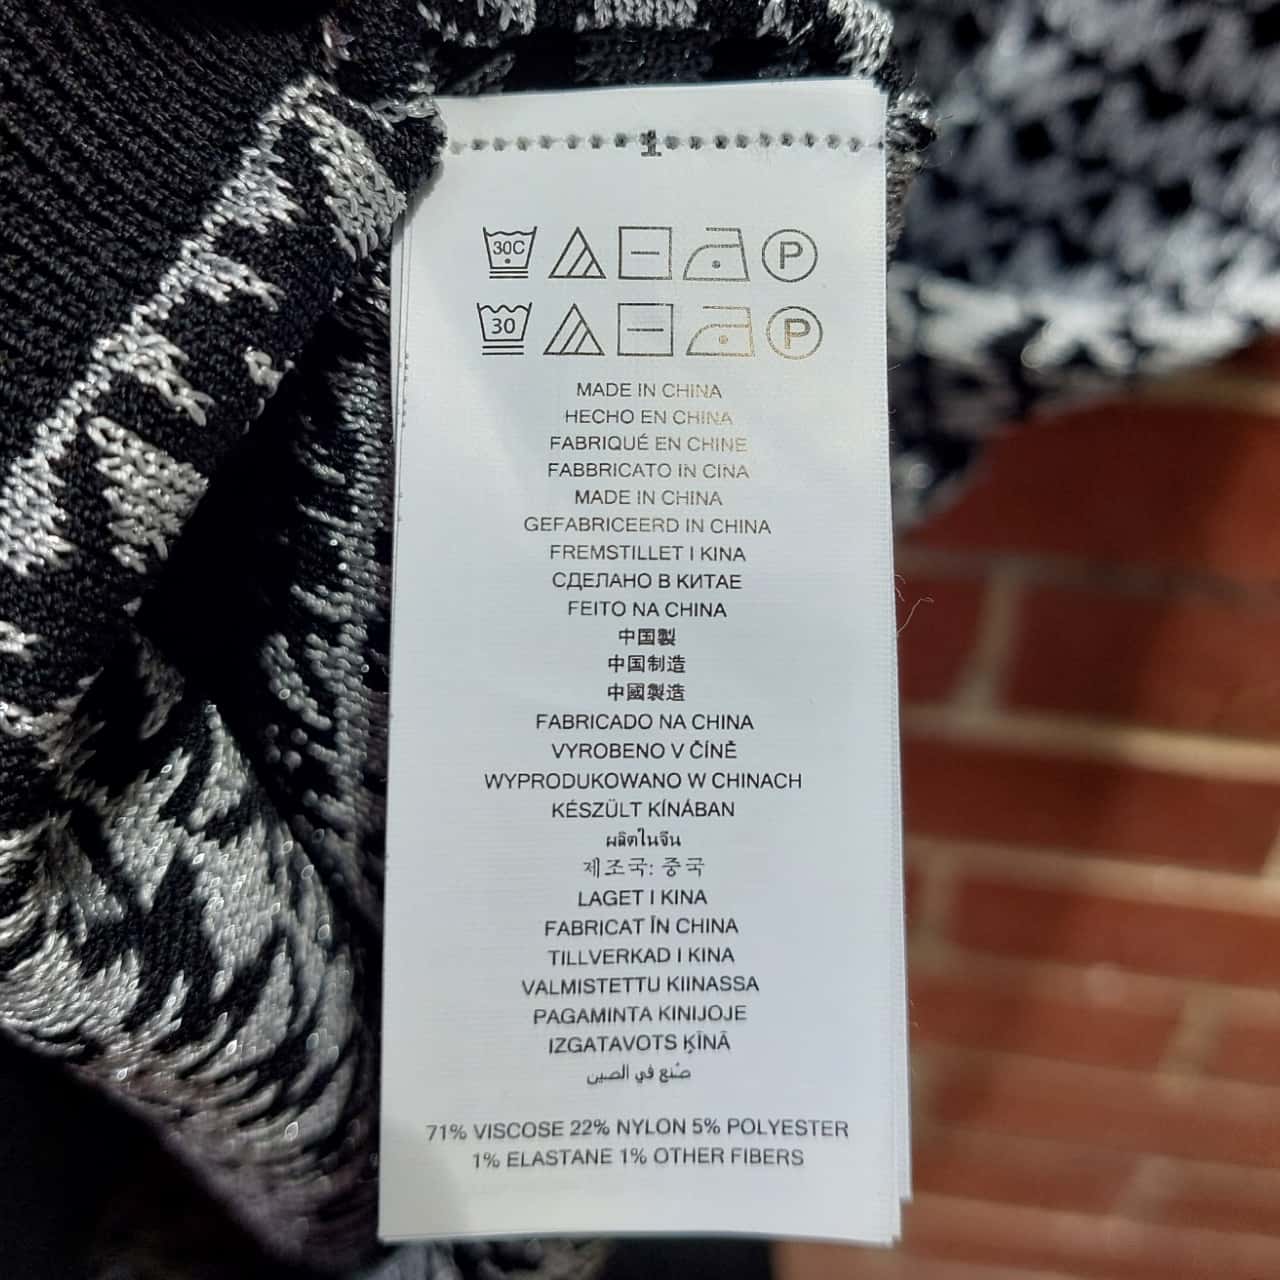 1
30C P
30 P
MADE IN CHINA
HECHO EN CHINA
FABRIQUÉ EN CHINE
FABBRICATO IN CINA
MADE IN CHINA
GEFABRICEERD IN CHINA
FREMSTILLET I KINA
СДЕЛАНО В КИТАЕ
FEITO NA CHINA
中国製
中国制造
中國製造
FABRICADO NA CHINA
VYROBENO V ČÍNĚ
WYPRODUKOWANO W CHINACH
KÉSZÜLT KÍNÁBAN
ผลิตในจีน
제조국: 중국
LAGET I KINA
FABRICAT ÎN CHINA
TILLVERKAD I KINA
VALMISTETTU KIINASSA
PAGAMINTA KINIJOJE
IZGATAVOTS ĶĪNĀ
صُنع في الصين
71% VISCOSE 22% NYLON 5% POLYESTER
1% ELASTANE 1% OTHER FIBERS